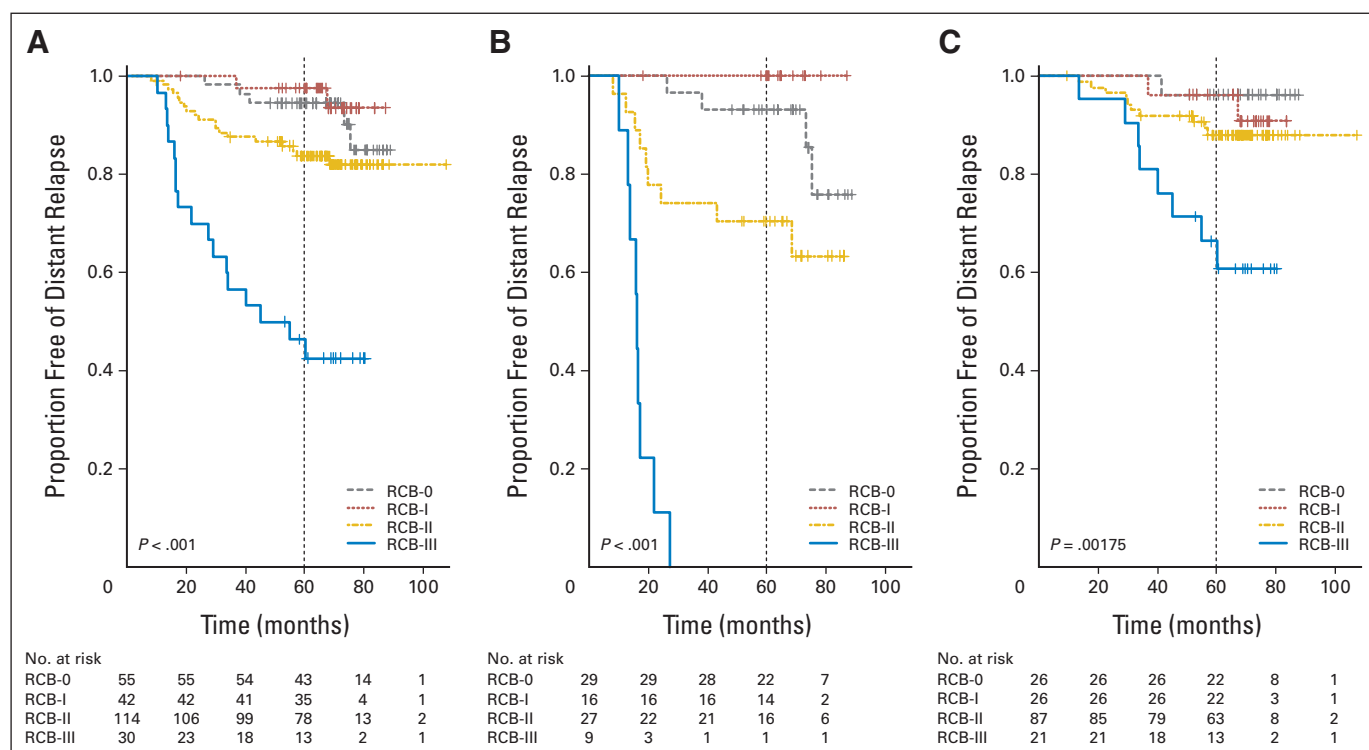 A
Proportion Free of Distant Relapse
1.0
0.8
0.6
0.4
0.2
RCB-0
RCB-I
RCB-II
RCB-III
P < .001
0 20 40 60 80 100
Time (months)
No. at risk
RCB-0 55 55 54 43 14 1
RCB-I 42 42 41 35 4 1
RCB-II 114 106 99 78 13 2
RCB-III 30 23 18 13 2 1
B
Proportion Free of Distant Relapse
1.0
0.8
0.6
0.4
0.2
RCB-0
RCB-I
RCB-II
RCB-III
P < .001
0 20 40 60 80 100
Time (months)
No. at risk
RCB-0 29 29 28 22 7
RCB-I 16 16 16 14 2
RCB-II 27 22 21 16 6
RCB-III 9 3 1 1 1
C
Proportion Free of Distant Relapse
1.0
0.8
0.6
0.4
0.2
RCB-0
RCB-I
RCB-II
RCB-III
P = .00175
0 20 40 60 80 100
Time (months)
No. at risk
RCB-0 26 26 26 22 8 1
RCB-I 26 26 26 22 3 1
RCB-II 87 85 79 63 8 2
RCB-III 21 21 18 13 2 1